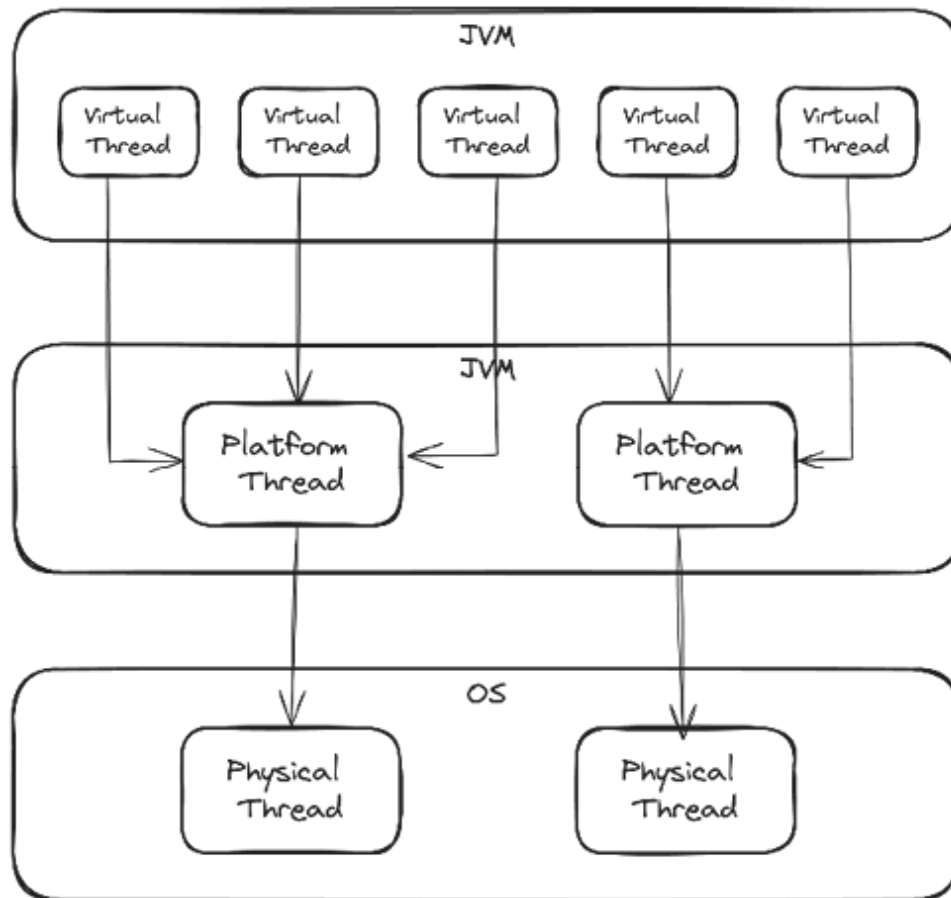 JVM
Virtual
Thread
Virtual
Thread
Virtual
Thread
Virtual
Thread
Virtual
Thread
JVM
Platform
Thread
Platform
Thread
OS
Physical
Thread
Physical
Thread